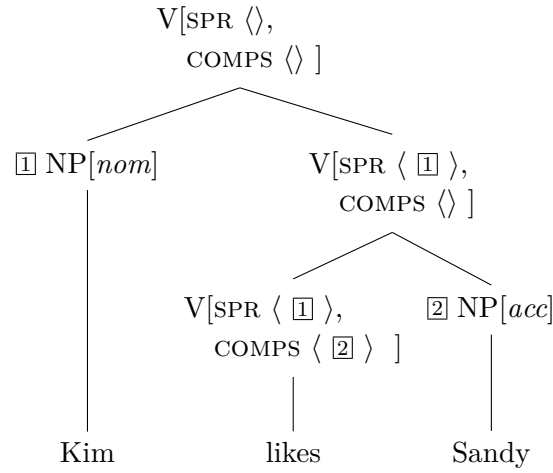 V[SPR ⟨⟩,
COMPS ⟨⟩ ]
[1] NP[nom]
V[SPR ⟨ [1] ⟩,
COMPS ⟨⟩ ]
V[SPR ⟨ [1] ⟩,
COMPS ⟨ [2] ⟩ ]
[2] NP[acc]
Kim likes Sandy